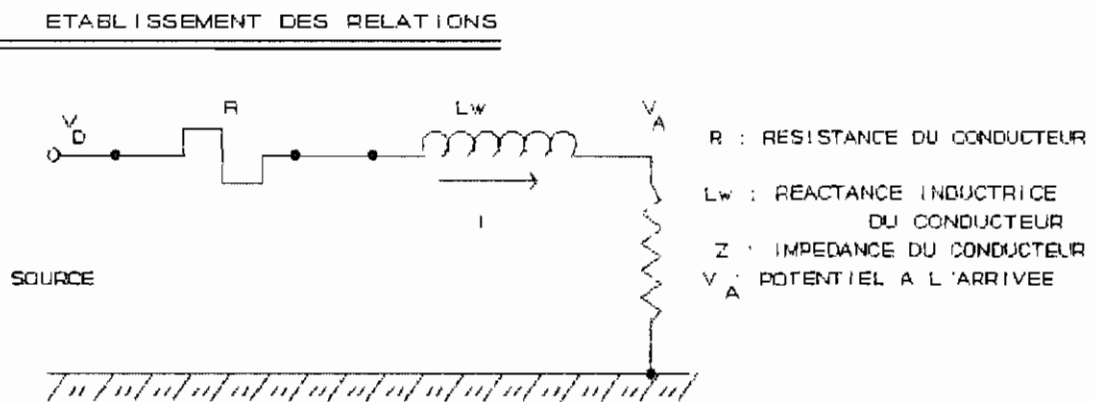 ETABLISSEMENT DES RELATIONS
V D
R
Lw
V A
I
SOURCE
R : RESISTANCE DU CONDUCTEUR
Lw : REACTANCE INDUCTRICE
DU CONDUCTEUR
Z : IMPEDANCE DU CONDUCTEUR
V A : POTENTIEL A L'ARRIVEE